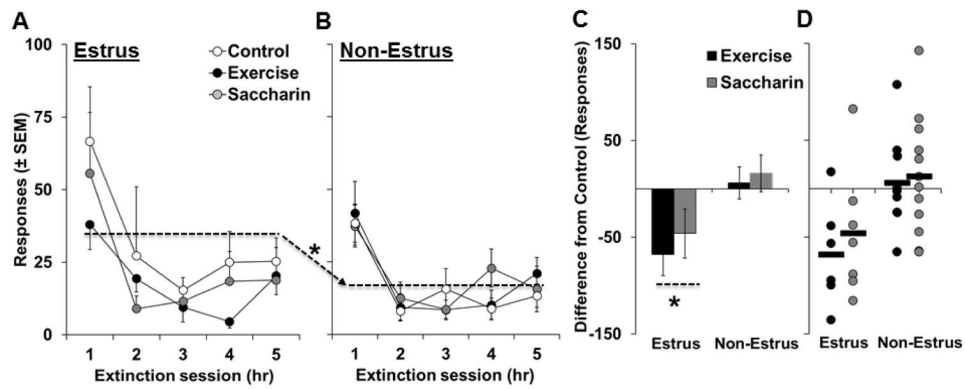 A
B
C
D
Estrus
Control
Exercise
Saccharin
Responses (± SEM)
100
75
50
25
0
1 2 3 4 5
Extinction session (hr)
*
Non-Estrus
1 2 3 4 5
Extinction session (hr)
Difference from Control (Responses)
150
50
-50
-150
Exercise
Saccharin
*
Estrus Non-Estrus
Estrus Non-Estrus